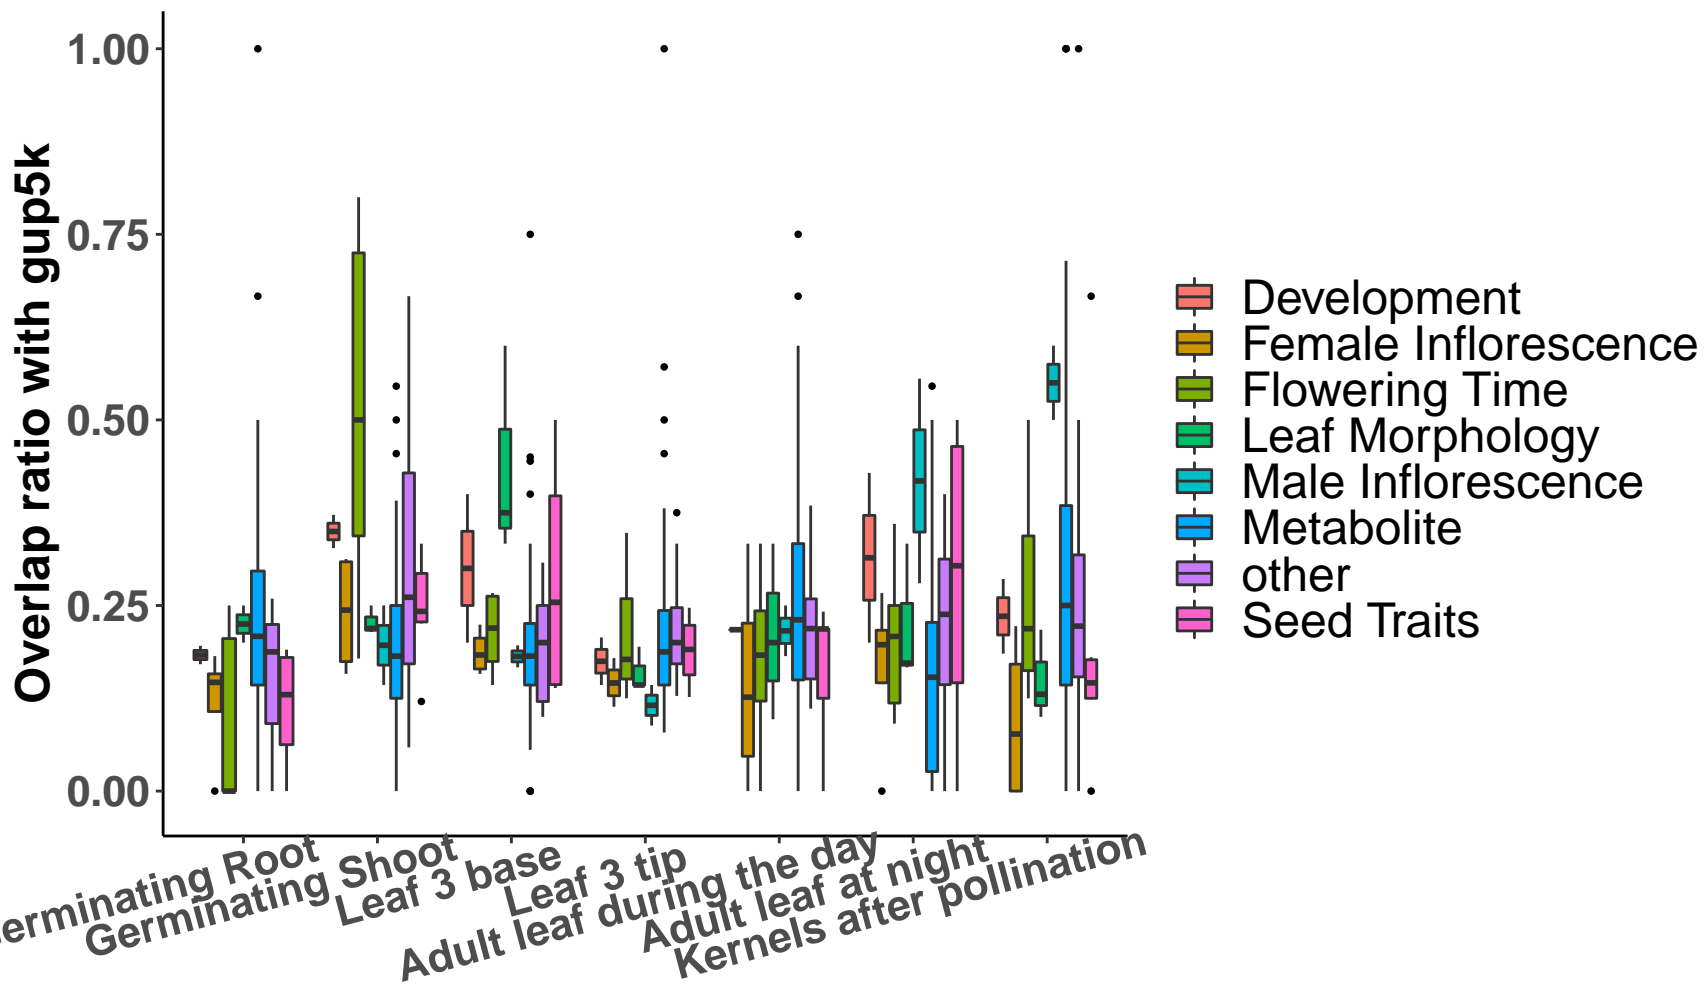 Overlap ratio with gup5k
1.00
0.75
0.50
0.25
0.00
erminating Root
Germinating Shoot
Leaf 3 base
Leaf 3 tip
Adult leaf during the day
Adult leaf at night
Kernels after pollination
Development
Female Inflorescence
Flowering Time
Leaf Morphology
Male Inflorescence
Metabolite
other
Seed Traits